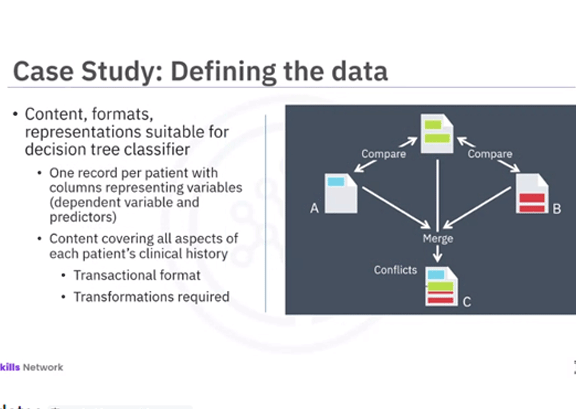 Case Study: Defining the data
• Content, formats,
representations suitable for
decision tree classifier
• One record per patient with
columns representing variables
(dependent variable and
predictors)
• Content covering all aspects of
each patient's clinical history
• Transactional format
• Transformations required
Compare
Compare
A
B
Merge
Conflicts
C
kills Network